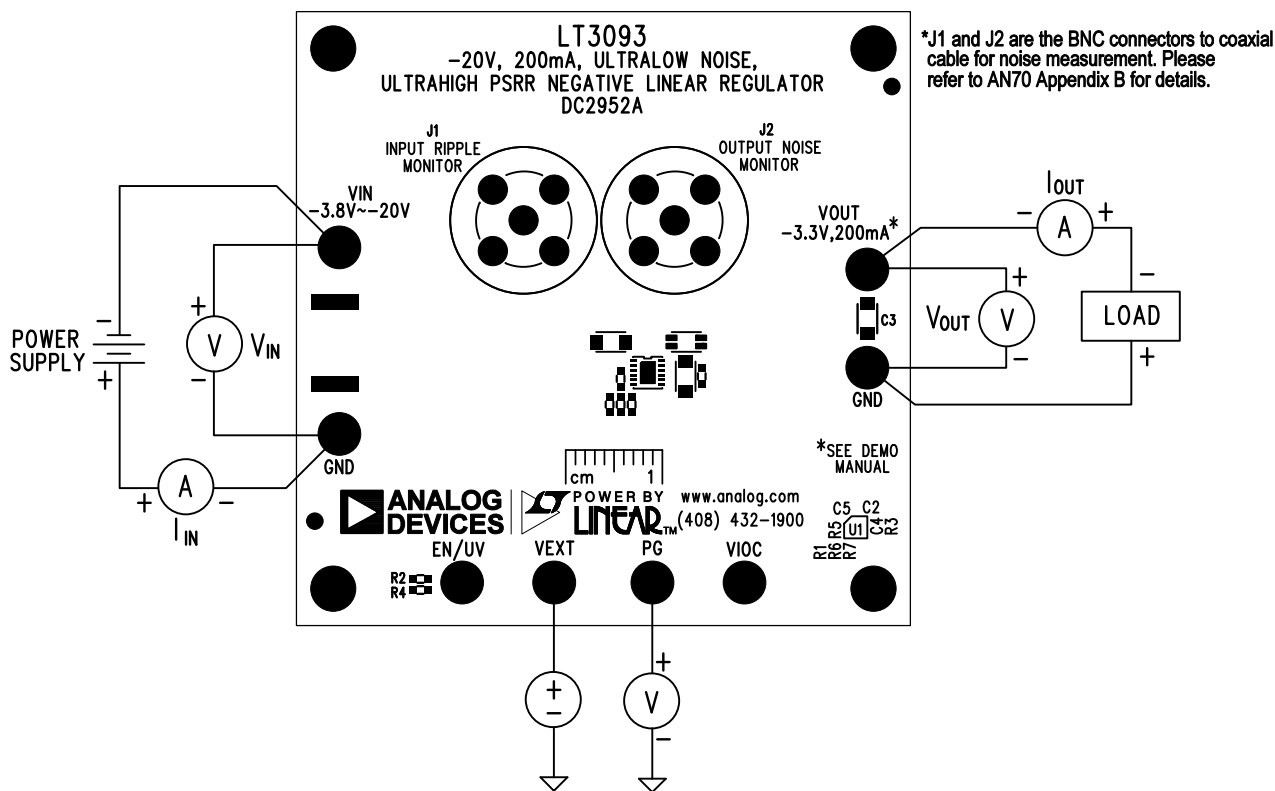 LT3093
-20V, 200mA, ULTRALOW NOISE,
ULTRAHIGH PSRR NEGATIVE LINEAR REGULATOR
DC2952A
*J1 and J2 are the BNC connectors to coaxial
cable for noise measurement. Please
refer to AN70 Appendix B for details.
J1
INPUT RIPPLE
MONITOR
J2
OUTPUT NOISE
MONITOR
VIN
-3.8V~-20V
VOUT
-3.3V,200mA*
IOUT
- A +
+
V
-
VIN
-
POWER
SUPPLY
+
C3
VOUT
+
V
-
-
LOAD
+
GND
GND
+ A -
IIN
*SEE DEMO
MANUAL
cm 1
ANALOG
DEVICES
LT
POWER BY
LINEAR TM
www.analog.com
(408) 432-1900
C5 C2
R1 R6 R5 R7 U1 C4 R3
EN/UV VEXT PG VIOC
R2
R4
+
-
+
V
-